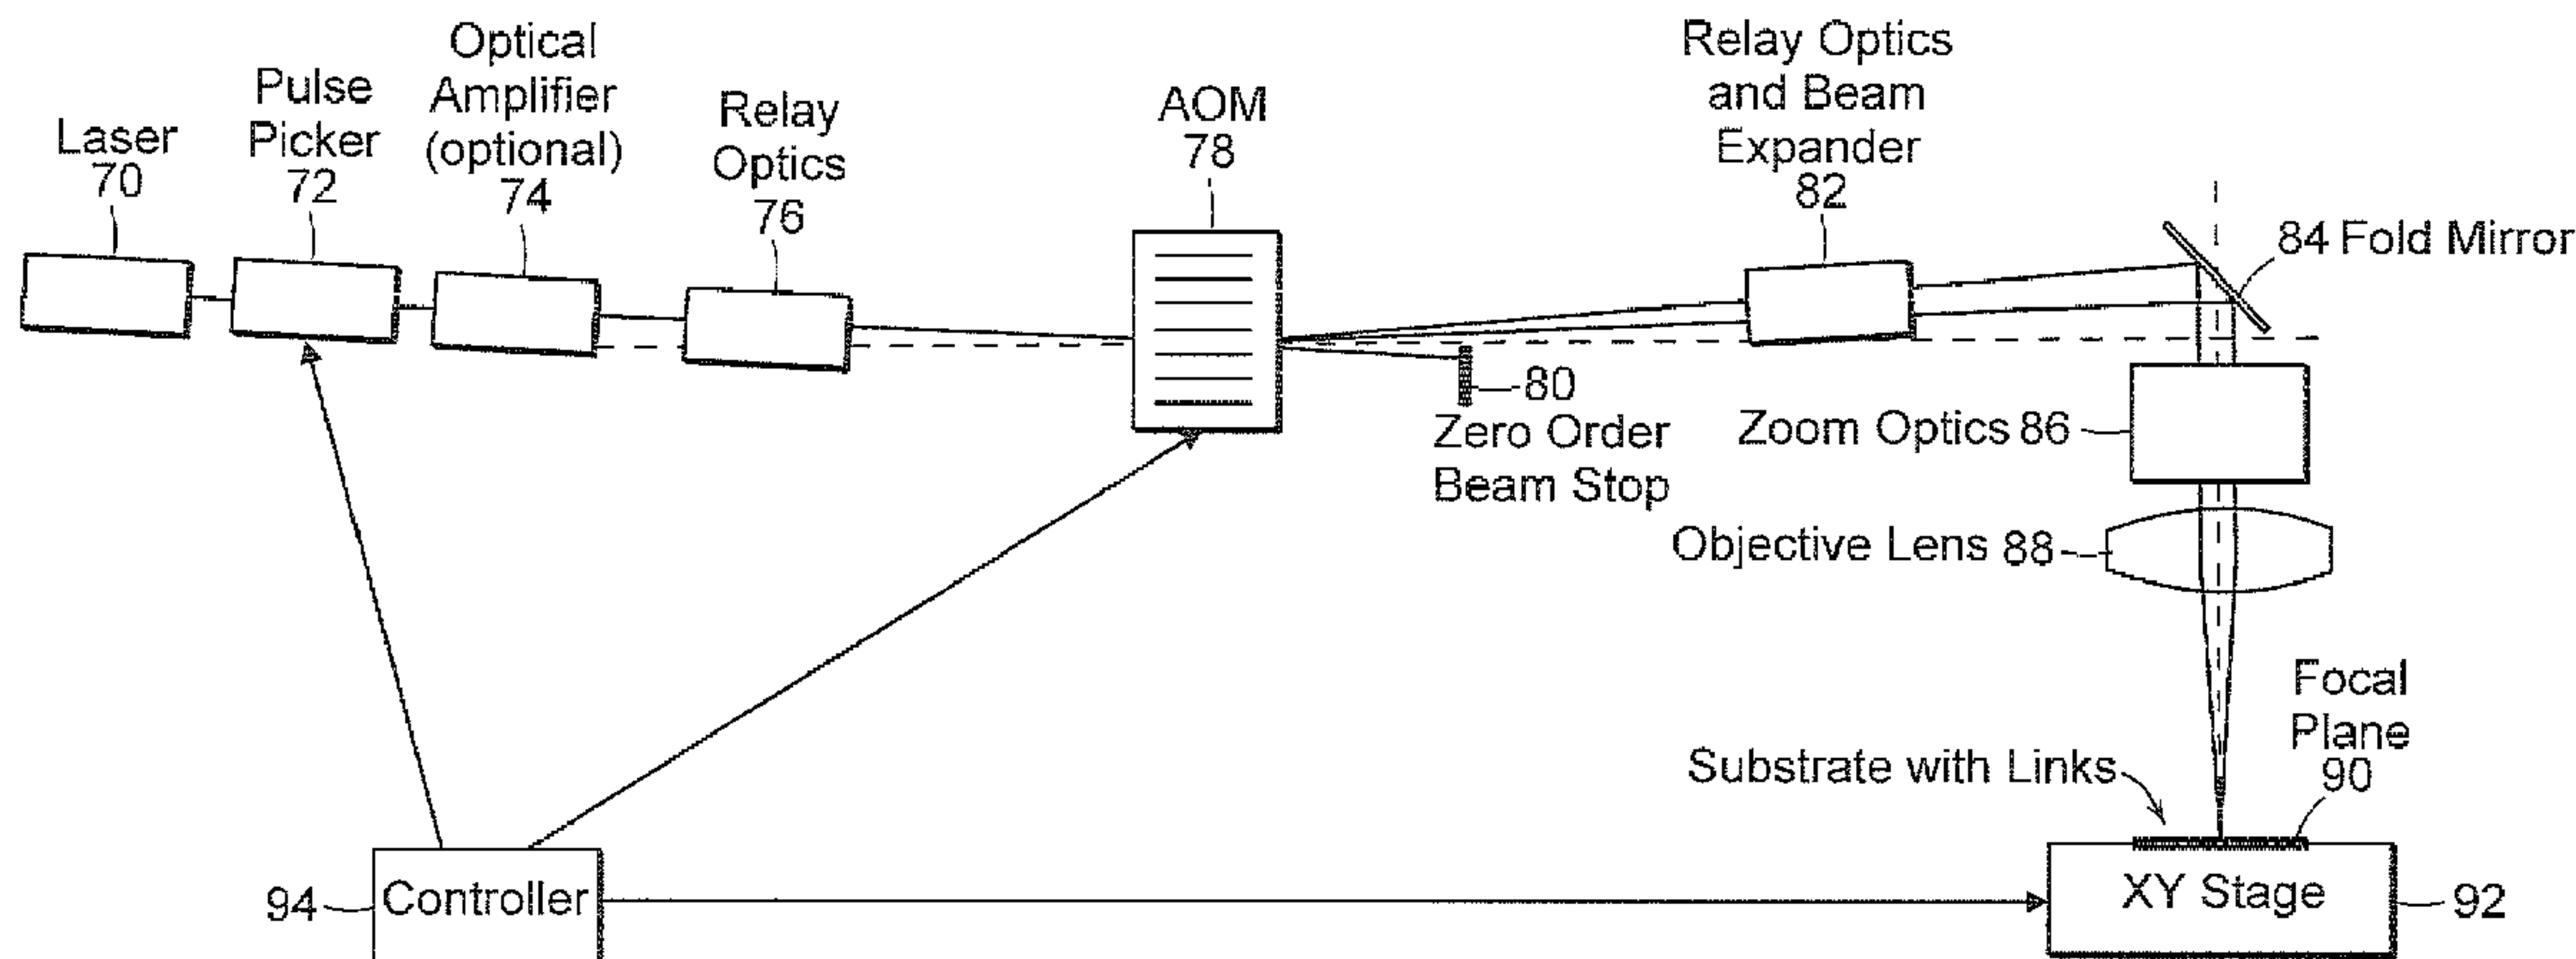 Laser
70
Pulse
Picker
72
Optical
Amplifier
(optional)
74
Relay
Optics
76
AOM
78
Relay Optics
and Beam
Expander
82
84 Fold Mirror
80
Zero Order
Beam Stop
Zoom Optics 86
Objective Lens 88
Focal
Plane
90
Substrate with Links
94
Controller
XY Stage
92